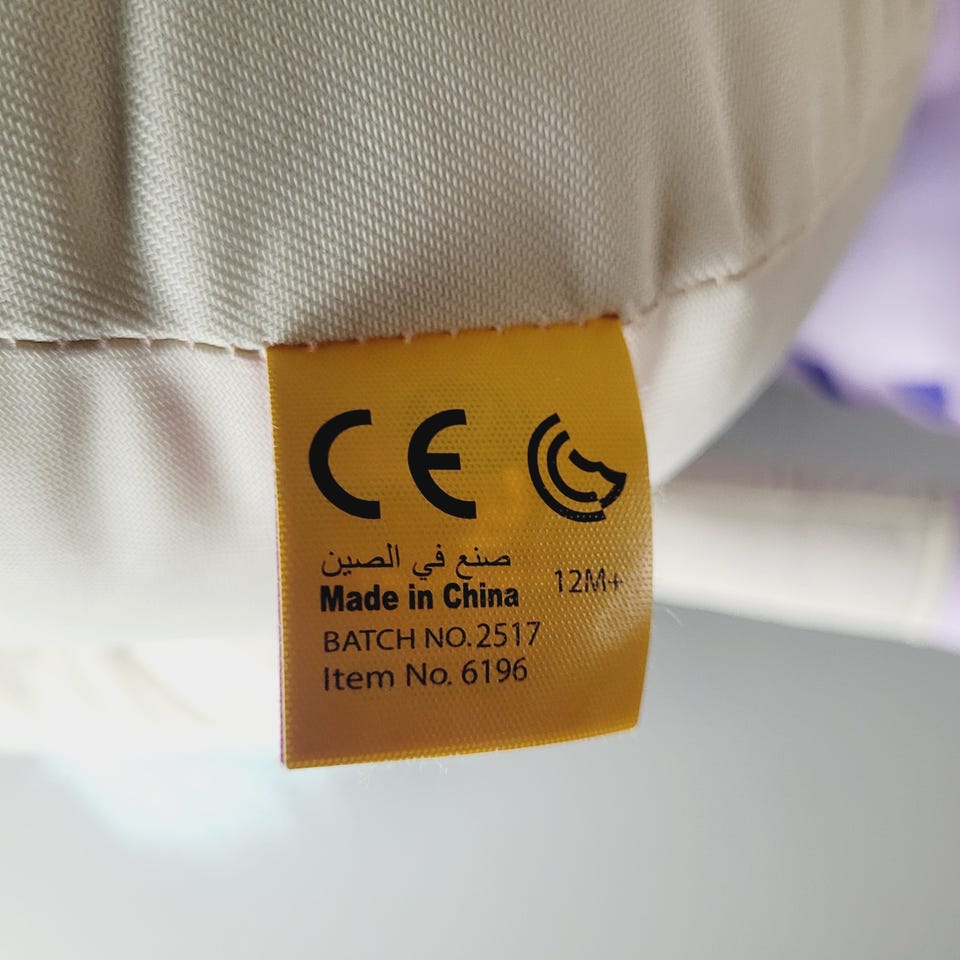 CE
صنع في الصين
Made in China
12M+
BATCH NO. 2517
Item No. 6196